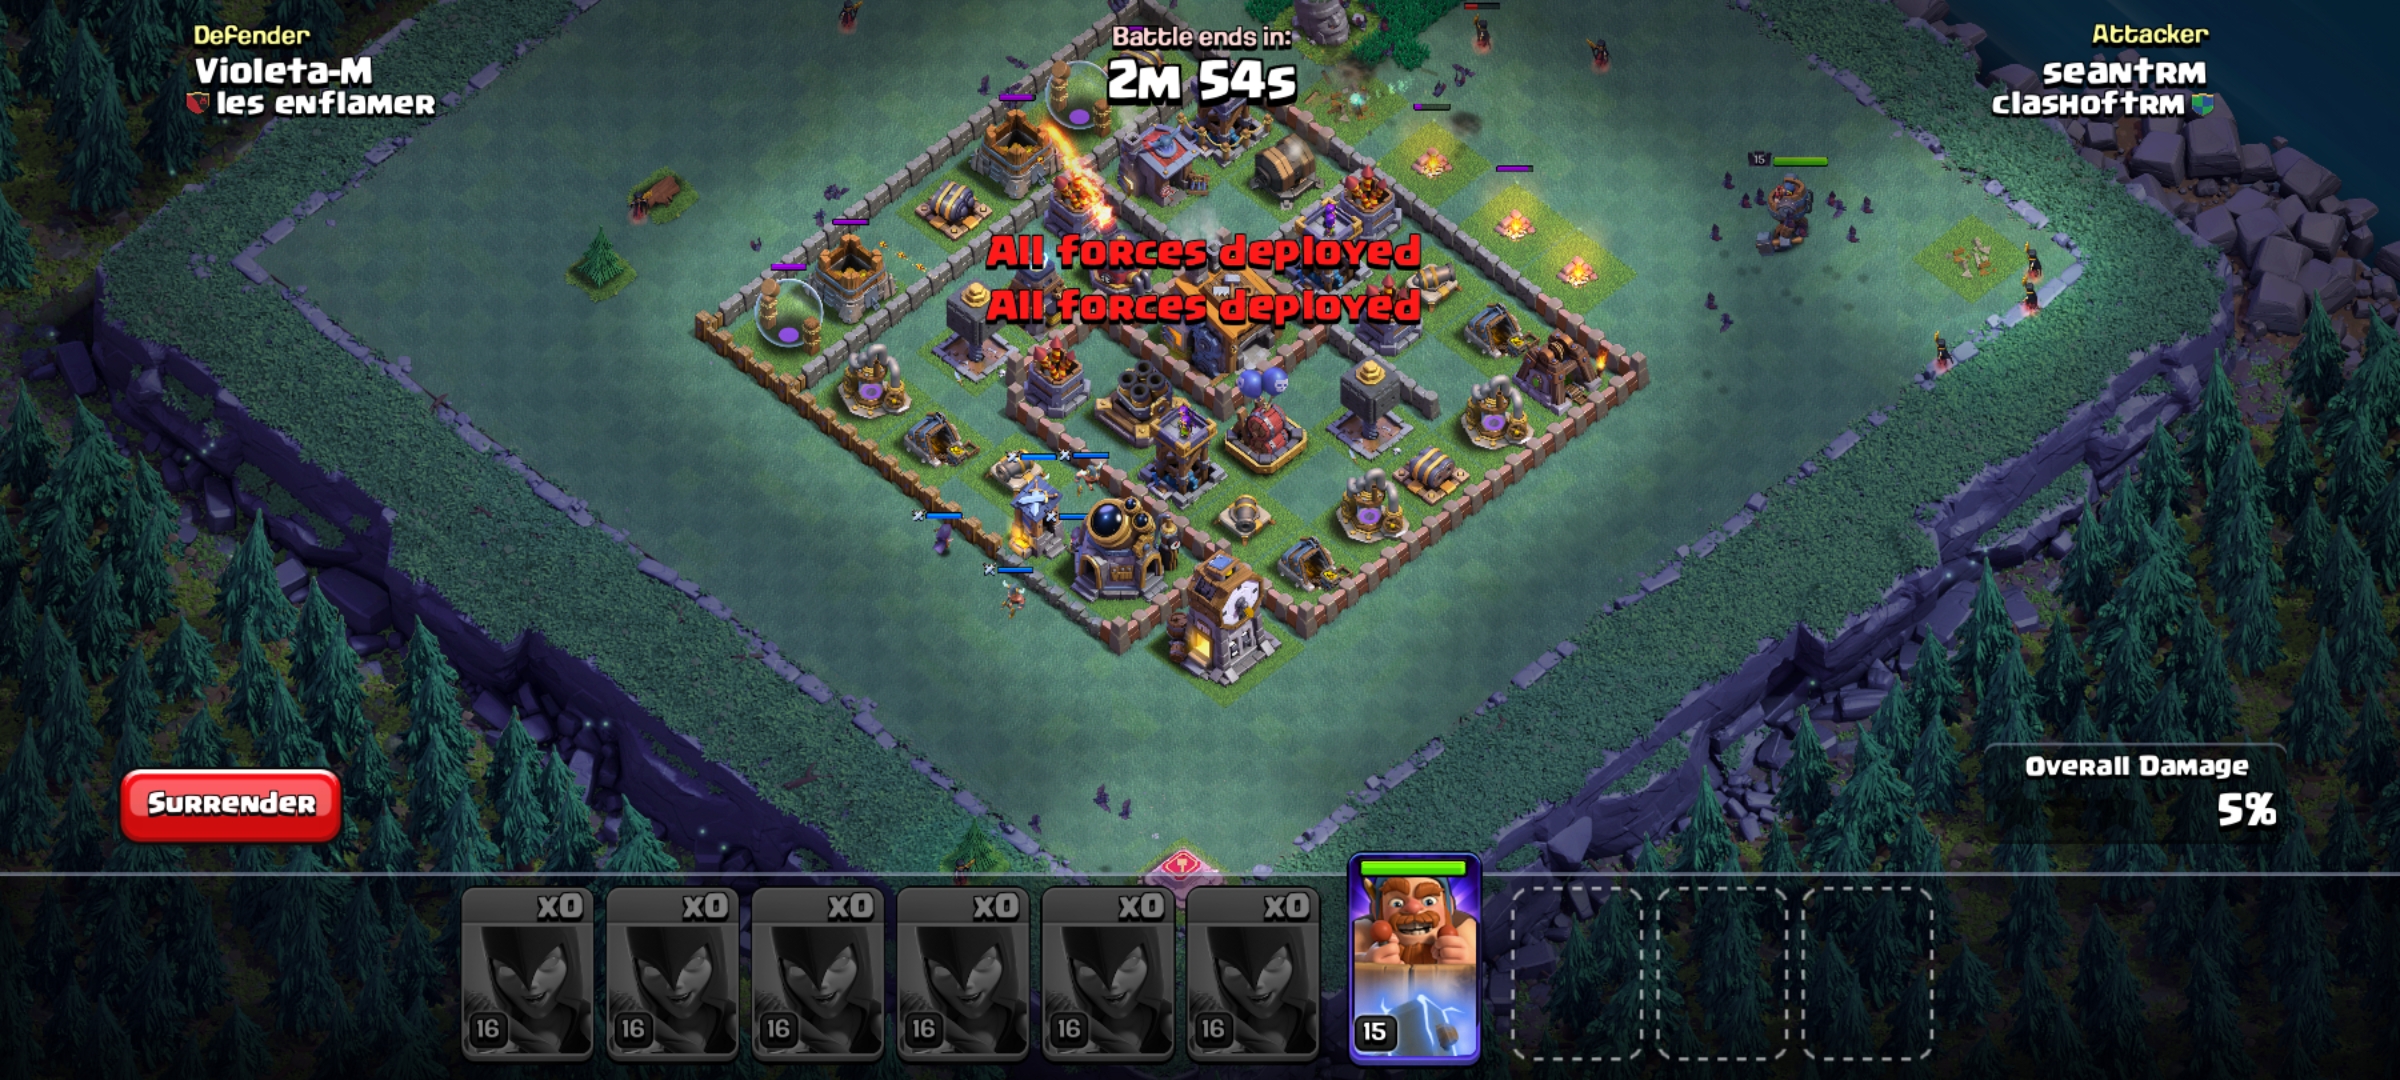 Defender
Violeta-M
les enflamer
Battle ends in:
2M 54s
Attacker
seantrm
clashoftrm
15
All forces deployed
All forces deployed
Surrender
Overall Damage
5%
x0
x0
x0
x0
x0
x0
16
16
16
16
16
16
15